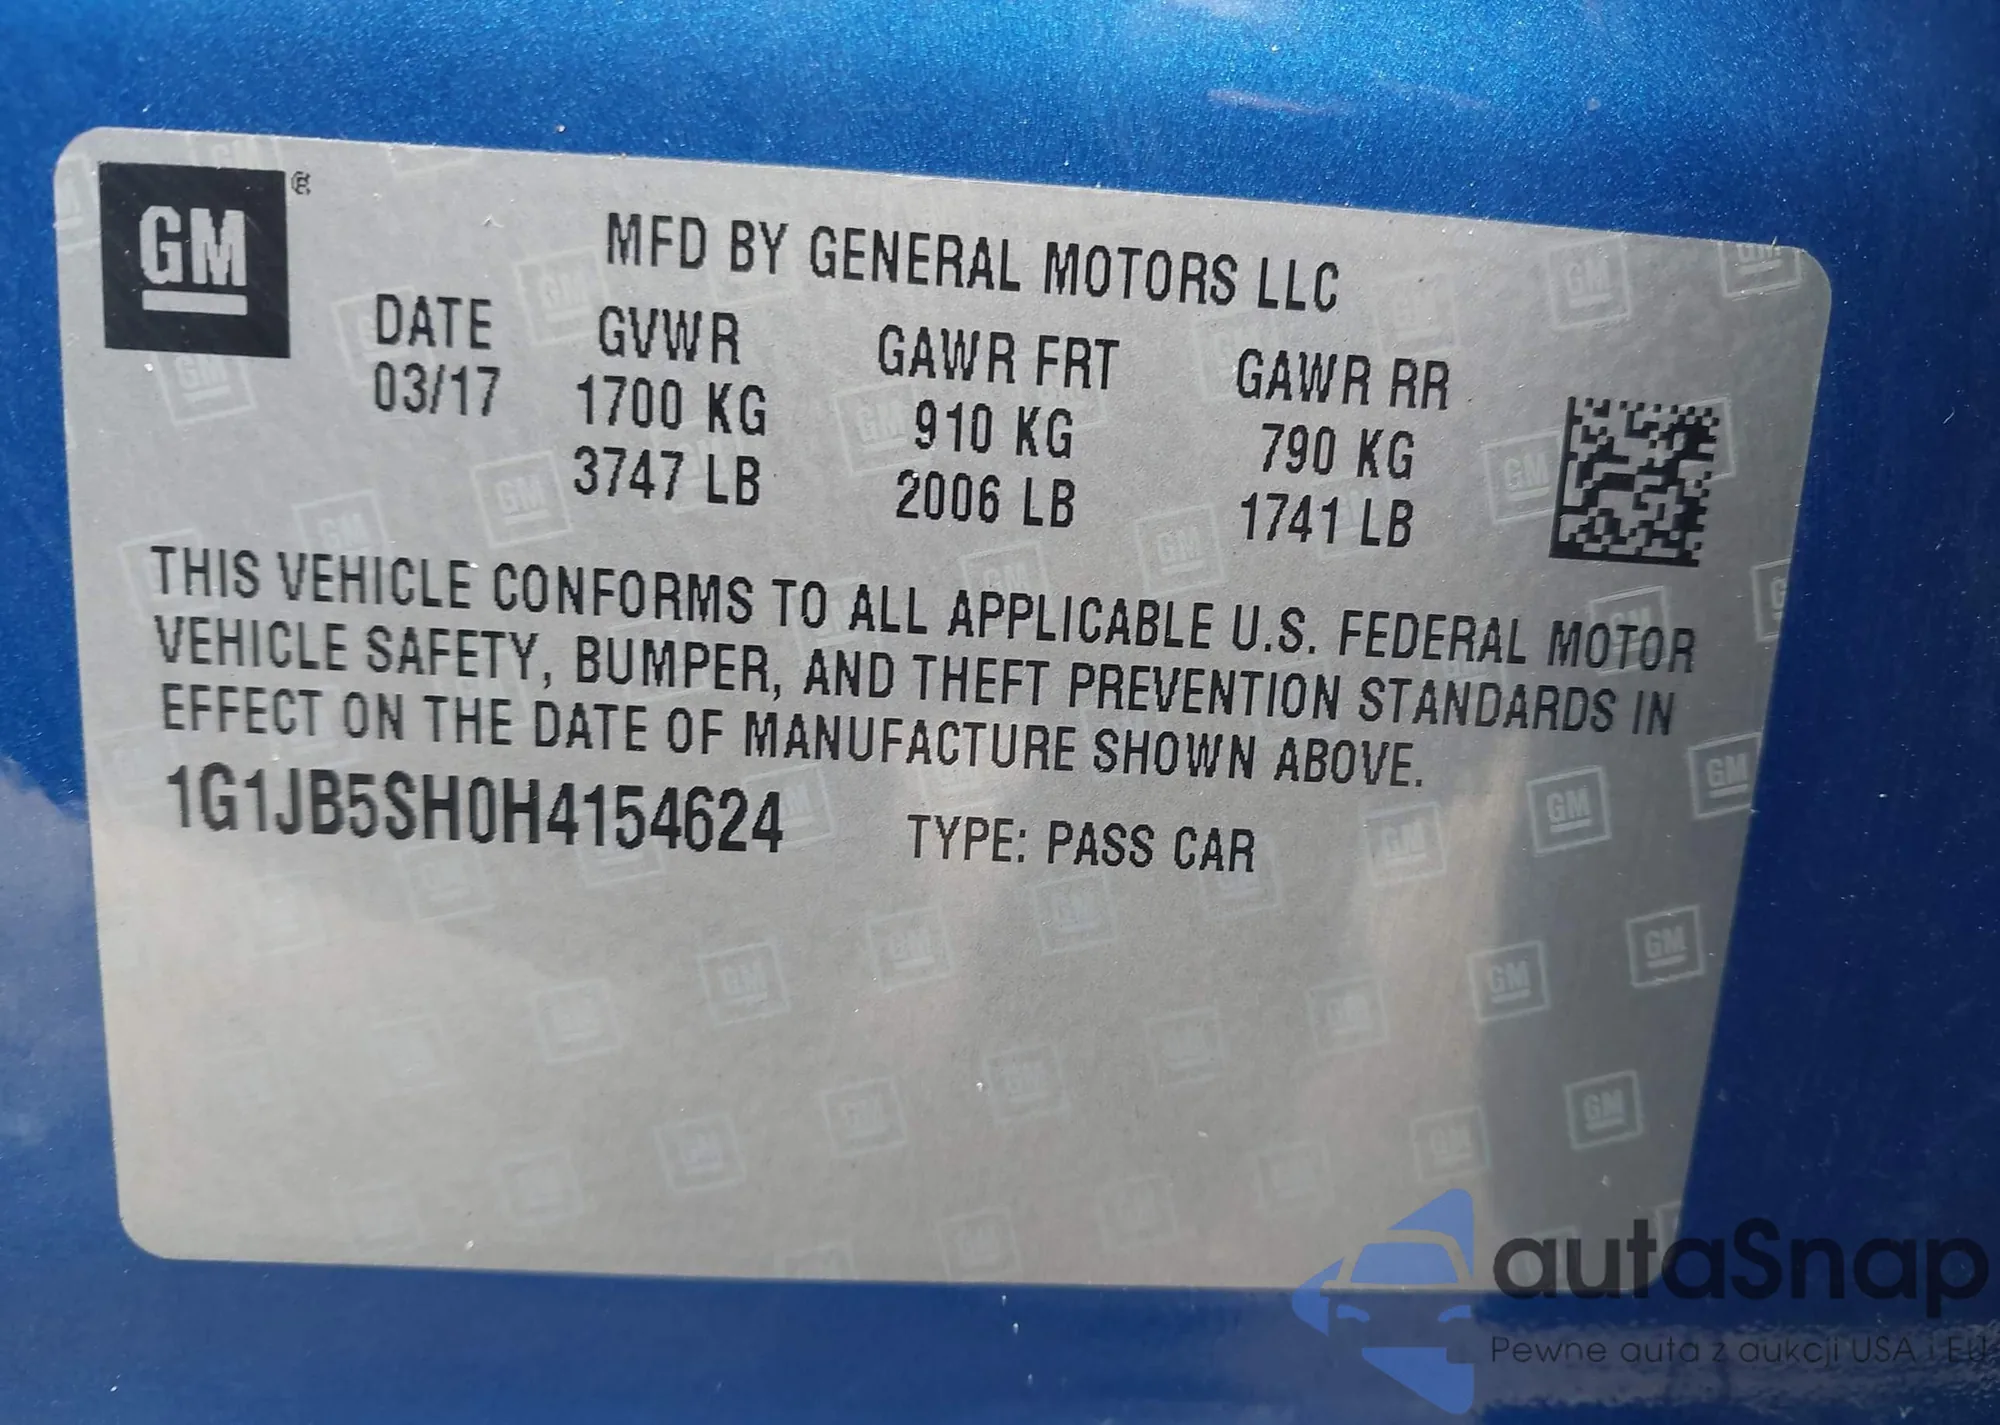 GM
MFD BY GENERAL MOTORS LLC
DATE GVWR GAWR FRT GAWR RR
03/17 1700 KG 910 KG 790 KG
3747 LB 2006 LB 1741 LB
THIS VEHICLE CONFORMS TO ALL APPLICABLE U.S. FEDERAL MOTOR
VEHICLE SAFETY, BUMPER, AND THEFT PREVENTION STANDARDS IN
EFFECT ON THE DATE OF MANUFACTURE SHOWN ABOVE.
1G1JB5SH0H4154624 TYPE: PASS CAR
autaSnap
Pewne auta z aukcji USA i EU